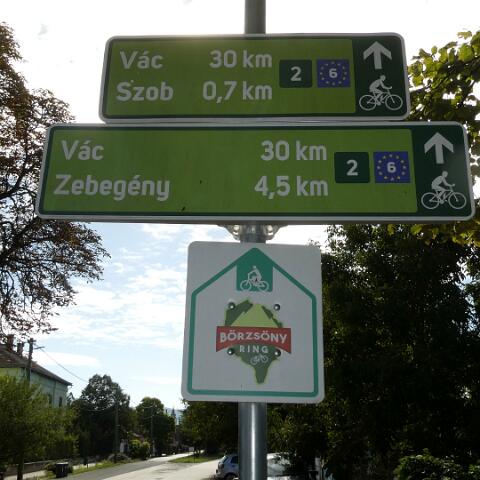 Vác 30 km 2 6
Szob 0,7 km
Vác 30 km
Zebegény 4,5 km 2 6
BÖRZSÖNY
RING